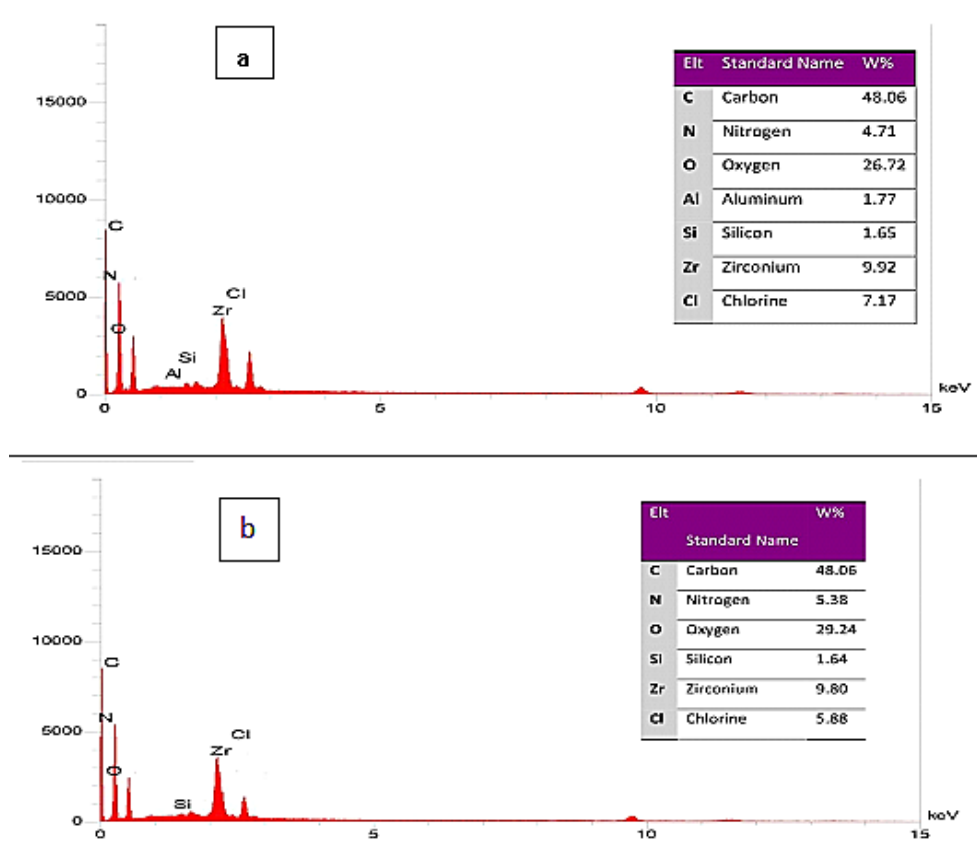 a
Elt Standard Name W%
C Carbon 48.06
N Nitrogen 4.71
O Oxygen 26.72
Al Aluminum 1.77
Si Silicon 1.65
Zr Zirconium 9.92
Cl Chlorine 7.17
15000
10000
5000
0
C
N
O
Al
Si
Zr
Cl
0 5 10 15
keV
b
Elt W%
Standard Name
C Carbon 48.06
N Nitrogen 5.38
O Oxygen 29.24
Si Silicon 1.64
Zr Zirconium 9.80
Cl Chlorine 5.88
15000
10000
5000
0
C
N
O
Si
Zr
Cl
0 5 10 15
keV